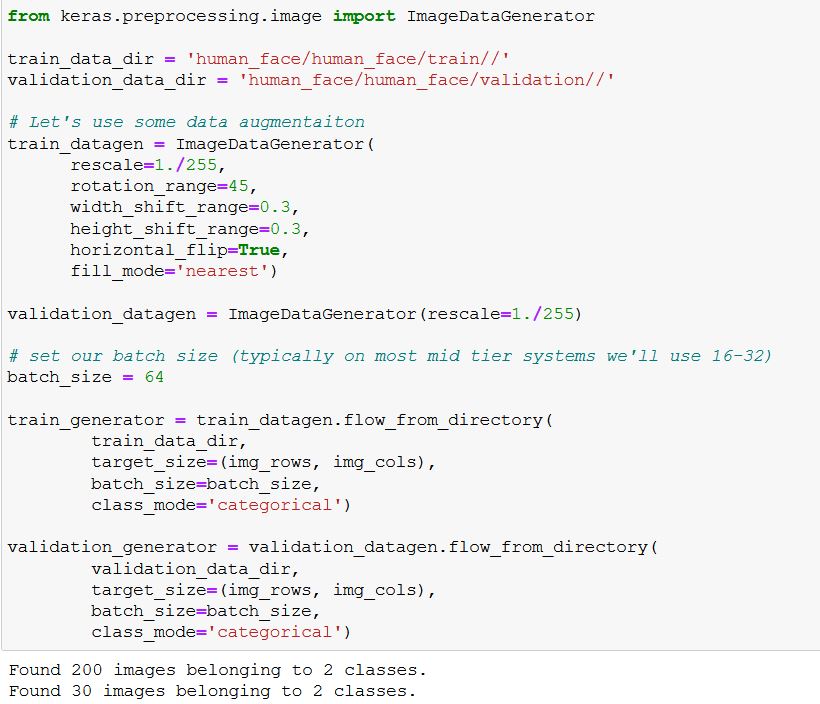 from keras.preprocessing.image import ImageDataGenerator
train_data_dir = 'human_face/human_face/train//'
validation_data_dir = 'human_face/human_face/validation//'
# Let's use some data augmentaiton
train_datagen = ImageDataGenerator(
rescale=1./255,
rotation_range=45,
width_shift_range=0.3,
height_shift_range=0.3,
horizontal_flip=True,
fill_mode='nearest')
validation_datagen = ImageDataGenerator(rescale=1./255)
# set our batch size (typically on most mid tier systems we'll use 16-32)
batch_size = 64
train_generator = train_datagen.flow_from_directory(
train_data_dir,
target_size=(img_rows, img_cols),
batch_size=batch_size,
class_mode='categorical')
validation_generator = validation_datagen.flow_from_directory(
validation_data_dir,
target_size=(img_rows, img_cols),
batch_size=batch_size,
class_mode='categorical')
Found 200 images belonging to 2 classes.
Found 30 images belonging to 2 classes.